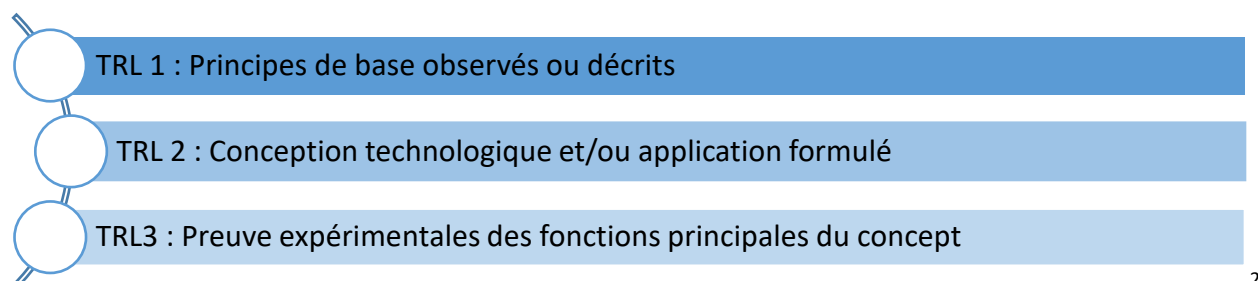 TRL 1 : Principes de base observés ou décrits
TRL 2 : Conception technologique et/ou application formulé
TRL3 : Preuve expérimentales des fonctions principales du concept
2